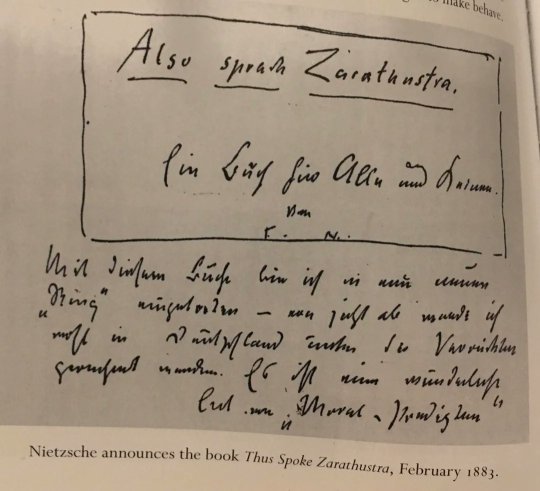 to make behave.
Also sprach Zarathustra.
Ein Buch für Alle und Keinen.
Von
F. N.
Mit diesem Buche bin ich in einen neuen
„Ring“ eingetreten — von jetzt ab werde ich
wohl in Deutschland unter die Verrückten
gerechnet werden. Es ist eine wunderliche
Art von „Moral-Predigten“
Nietzsche announces the book Thus Spoke Zarathustra, February 1883.